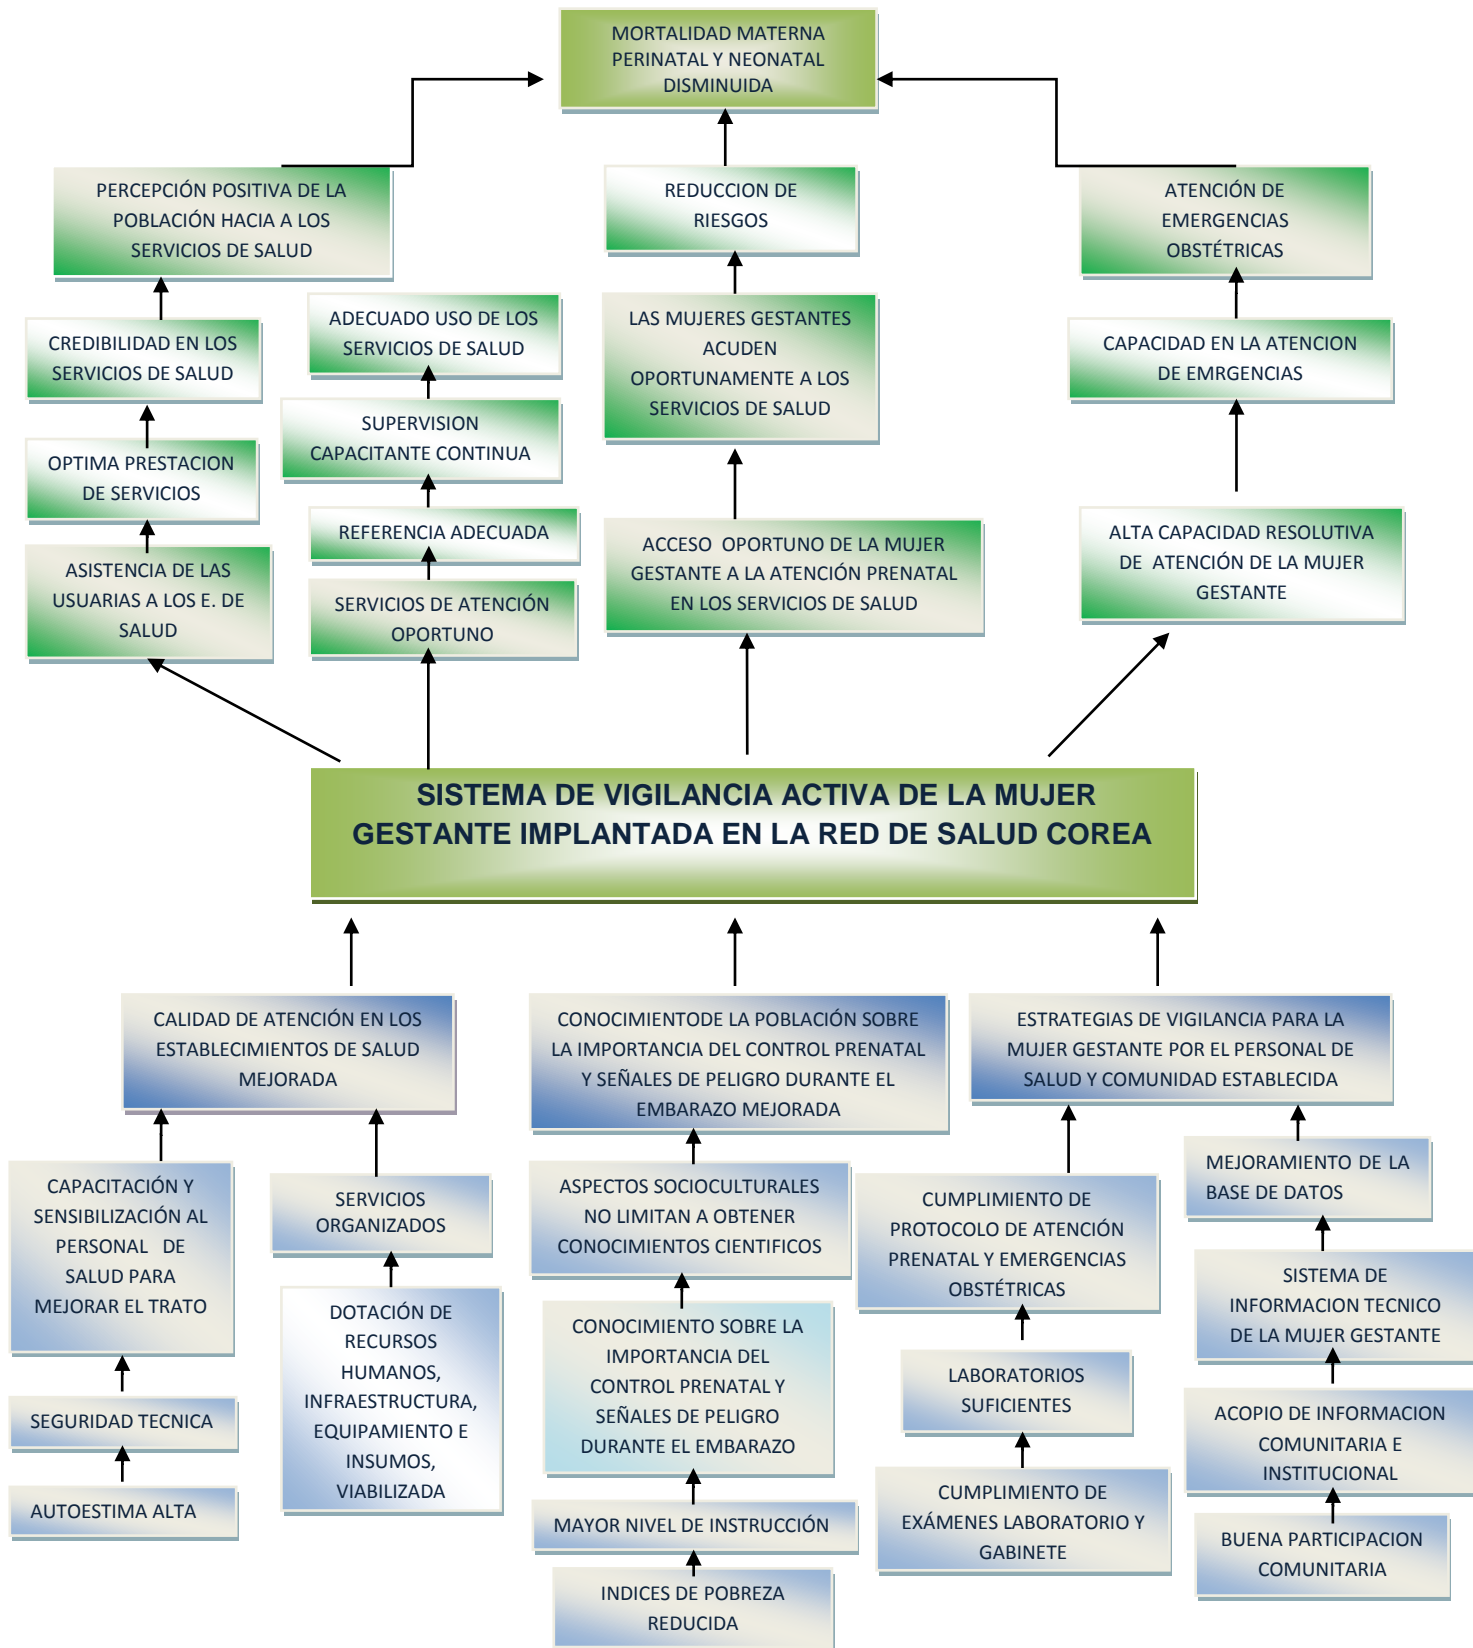 MORTALIDAD MATERNA
PERINATAL Y NEONATAL
DISMINUIDA
PERCEPCIÓN POSITIVA DE LA
POBLACIÓN HACIA A LOS
SERVICIOS DE SALUD
REDUCCION DE
RIESGOS
ATENCIÓN DE
EMERGENCIAS
OBSTÉTRICAS
CREDIBILIDAD EN LOS
SERVICIOS DE SALUD
ADECUADO USO DE LOS
SERVICIOS DE SALUD
LAS MUJERES GESTANTES
ACUDEN
OPORTUNAMENTE A LOS
SERVICIOS DE SALUD
CAPACIDAD EN LA ATENCION
DE EMRGENCIAS
OPTIMA PRESTACION
DE SERVICIOS
SUPERVISION
CAPACITANTE CONTINUA
REFERENCIA ADECUADA
ASISTENCIA DE LAS
USUARIAS A LOS E. DE
SALUD
SERVICIOS DE ATENCIÓN
OPORTUNO
ACCESO OPORTUNO DE LA MUJER
GESTANTE A LA ATENCIÓN PRENATAL
EN LOS SERVICIOS DE SALUD
ALTA CAPACIDAD RESOLUTIVA
DE ATENCIÓN DE LA MUJER
GESTANTE
SISTEMA DE VIGILANCIA ACTIVA DE LA MUJER
GESTANTE IMPLANTADA EN LA RED DE SALUD COREA
CALIDAD DE ATENCIÓN EN LOS
ESTABLECIMIENTOS DE SALUD
MEJORADA
CONOCIMIENTODE LA POBLACIÓN SOBRE
LA IMPORTANCIA DEL CONTROL PRENATAL
Y SEÑALES DE PELIGRO DURANTE EL
EMBARAZO MEJORADA
ESTRATEGIAS DE VIGILANCIA PARA LA
MUJER GESTANTE POR EL PERSONAL DE
SALUD Y COMUNIDAD ESTABLECIDA
CAPACITACIÓN Y
SENSIBILIZACIÓN AL
PERSONAL DE
SALUD PARA
MEJORAR EL TRATO
SERVICIOS
ORGANIZADOS
ASPECTOS SOCIOCULTURALES
NO LIMITAN A OBTENER
CONOCIMIENTOS CIENTIFICOS
CUMPLIMIENTO DE
PROTOCOLO DE ATENCIÓN
PRENATAL Y EMERGENCIAS
OBSTÉTRICAS
MEJORAMIENTO DE LA
BASE DE DATOS
SISTEMA DE
INFORMACION TECNICO
DE LA MUJER GESTANTE
DOTACIÓN DE
RECURSOS
HUMANOS,
INFRAESTRUCTURA,
EQUIPAMIENTO E
INSUMOS,
VIABILIZADA
CONOCIMIENTO SOBRE LA
IMPORTANCIA DEL
CONTROL PRENATAL Y
SEÑALES DE PELIGRO
DURANTE EL EMBARAZO
LABORATORIOS
SUFICIENTES
SEGURIDAD TECNICA
ACOPIO DE INFORMACION
COMUNITARIA E
INSTITUCIONAL
AUTOESTIMA ALTA
MAYOR NIVEL DE INSTRUCCIÓN
CUMPLIMIENTO DE
EXÁMENES LABORATORIO Y
GABINETE
BUENA PARTICIPACION
COMUNITARIA
INDICES DE POBREZA
REDUCIDA